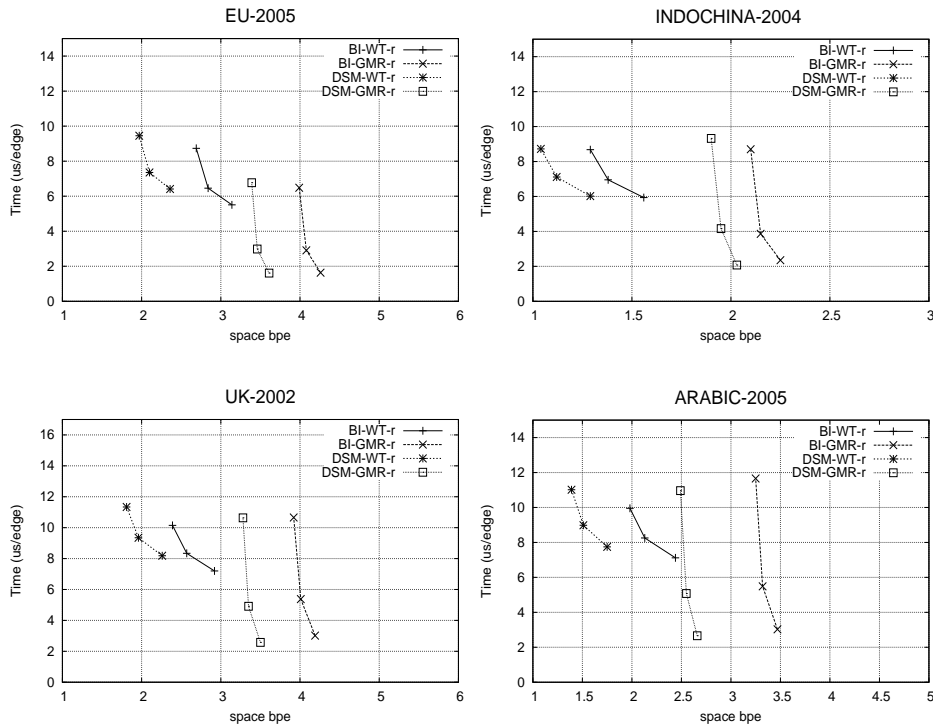 EU-2005
Time (us/edge)
14
12
10
8
6
4
2
0
1
2
3
4
5
6
space bpe
BI-WT-r
BI-GMR-r
DSM-WT-r
DSM-GMR-r
INDOCHINA-2004
Time (us/edge)
14
12
10
8
6
4
2
0
1
1.5
2
2.5
3
space bpe
BI-WT-r
BI-GMR-r
DSM-WT-r
DSM-GMR-r
UK-2002
Time (us/edge)
16
14
12
10
8
6
4
2
0
1
2
3
4
5
6
space bpe
BI-WT-r
BI-GMR-r
DSM-WT-r
DSM-GMR-r
ARABIC-2005
Time (us/edge)
14
12
10
8
6
4
2
0
1
1.5
2
2.5
3
3.5
4
4.5
5
space bpe
BI-WT-r
BI-GMR-r
DSM-WT-r
DSM-GMR-r